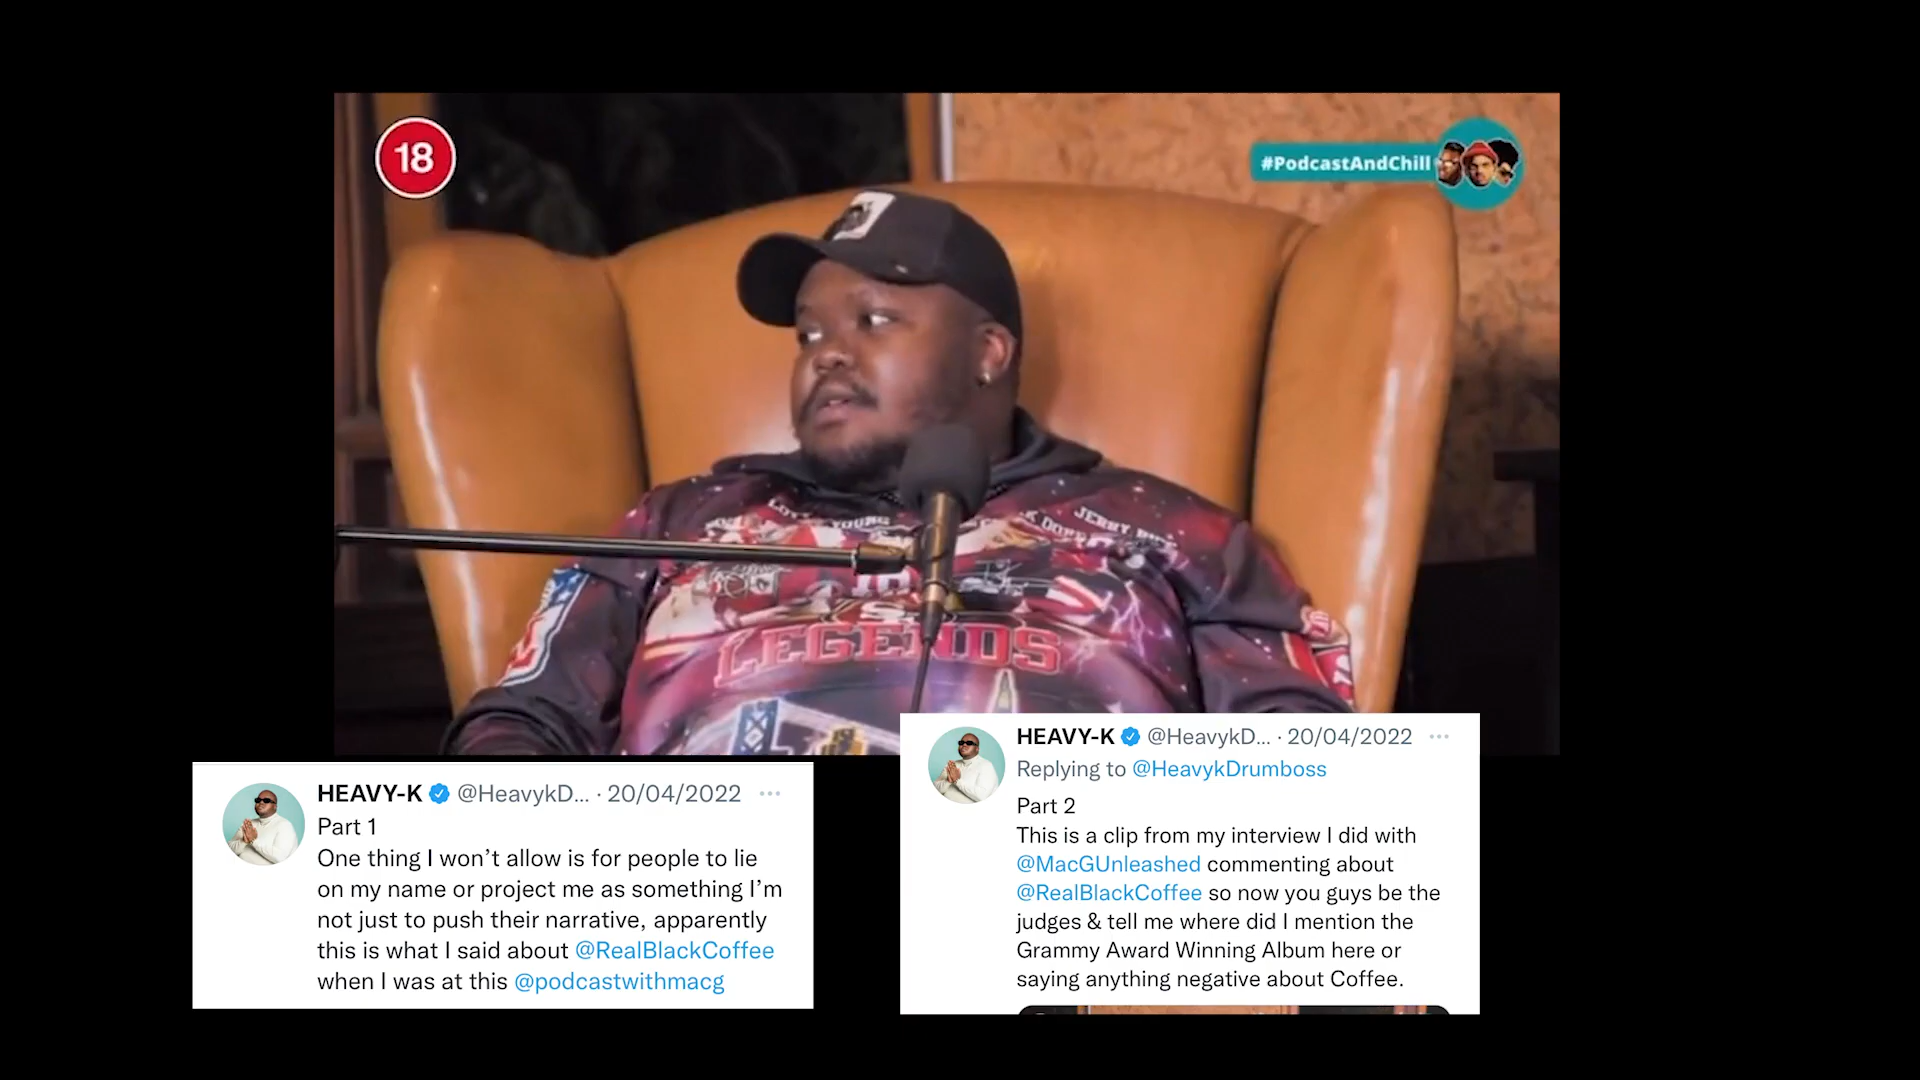 18
#PodcastAndChill
YOUNG
JERRY
LEGENDS
HEAVY-K @HeavykD... · 20/04/2022 ···
Part 1
One thing I won’t allow is for people to lie
on my name or project me as something I’m
not just to push their narrative, apparently
this is what I said about @RealBlackCoffee
when I was at this @podcastwithmacg
HEAVY-K @HeavykD... · 20/04/2022 ···
Replying to @HeavykDrumboss
Part 2
This is a clip from my interview I did with
@MacGUnleashed commenting about
@RealBlackCoffee so now you guys be the
judges & tell me where did I mention the
Grammy Award Winning Album here or
saying anything negative about Coffee.